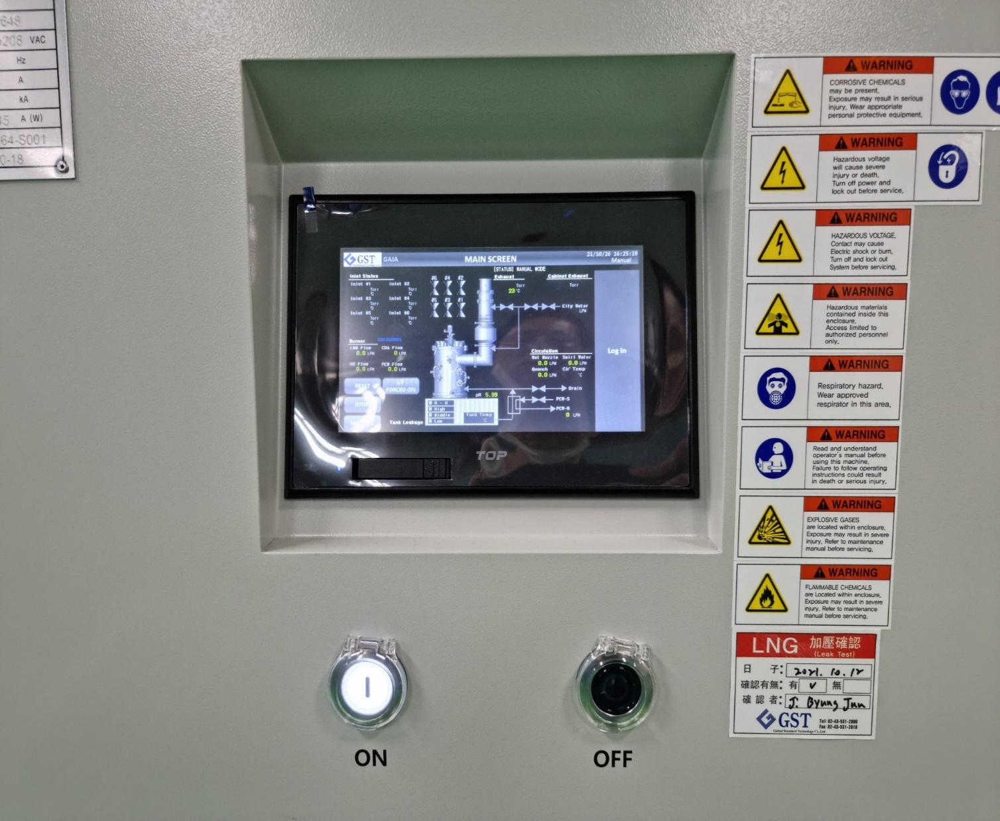 648
208 VAC
Hz
A
kA
A (W)
64-S001
0-18
GST GAIA
MAIN SCREEN
21/10/26 16:25:19
Manual
[STATUS] MANUAL MODE
Inlet Status
Inlet #1 Inlet #2
Torr Torr
℃ ℃
Inlet #3 Inlet #4
Torr Torr
℃ ℃
Inlet #5 Inlet #6
Torr Torr
℃ ℃
#6 #4 #2
#5 #3 #1
Exhaust
Torr
23 ℃
Cabinet Exhaust
Torr
City Water
LPM
Burner
LNG Flow CDA Flow
0.0 LPM 0 LPM
O2 Flow PCW Flow
0.0 LPM 0.0 LPM
Circulation
Wet Nozzle Swirl Water
0.0 LPM 0.0 LPM
Quench Cir' Temp
0.0 LPM ℃
Log In
RESET
FORCED ON
STOP
Drain
pH 5.99
PCW-S
PCW-R
0 LPM
H - H
High
Middle
Low
Tank Temp
℃
Tank Leakage
TOP
ON
OFF
WARNING
CORROSIVE CHEMICALS
may be present.
Exposure may result in serious
injury. Wear appropriate
personal protective equipment.
WARNING
Hazardous voltage
will cause severe
injury or death.
Turn off power and
lock out before service.
WARNING
HAZARDOUS VOLTAGE.
Contact may cause
Electric shock or burn.
Turn off and lock out
System before servicing.
WARNING
Hazardous materials
contained inside this
enclosure.
Access limited to
authorized personnel
only.
WARNING
Respiratory hazard.
Wear approved
respirator in this area.
WARNING
Read and understand
operator's manual before
using this machine.
Failure to follow operating
instructions could result
in death or serious injury.
WARNING
EXPLOSIVE GASES
are located within enclosure.
Exposure may result in severe
injury. Refer to maintenance
manual before servicing.
WARNING
FLAMMABLE CHEMICALS
are Located within enclosure.
Exposure may result in severe
injury. Refer to maintenance
manual before servicing.
LNG 加壓確認
(Leak Test)
日 子: 2021. 10. 12
確認有無: 有 ✓ 無
確 認 者: J. Byung Jun
GST
Global Standard Technology Co.,Ltd
Tel: 82-43-531-2999
Fax: 82-43-531-2919